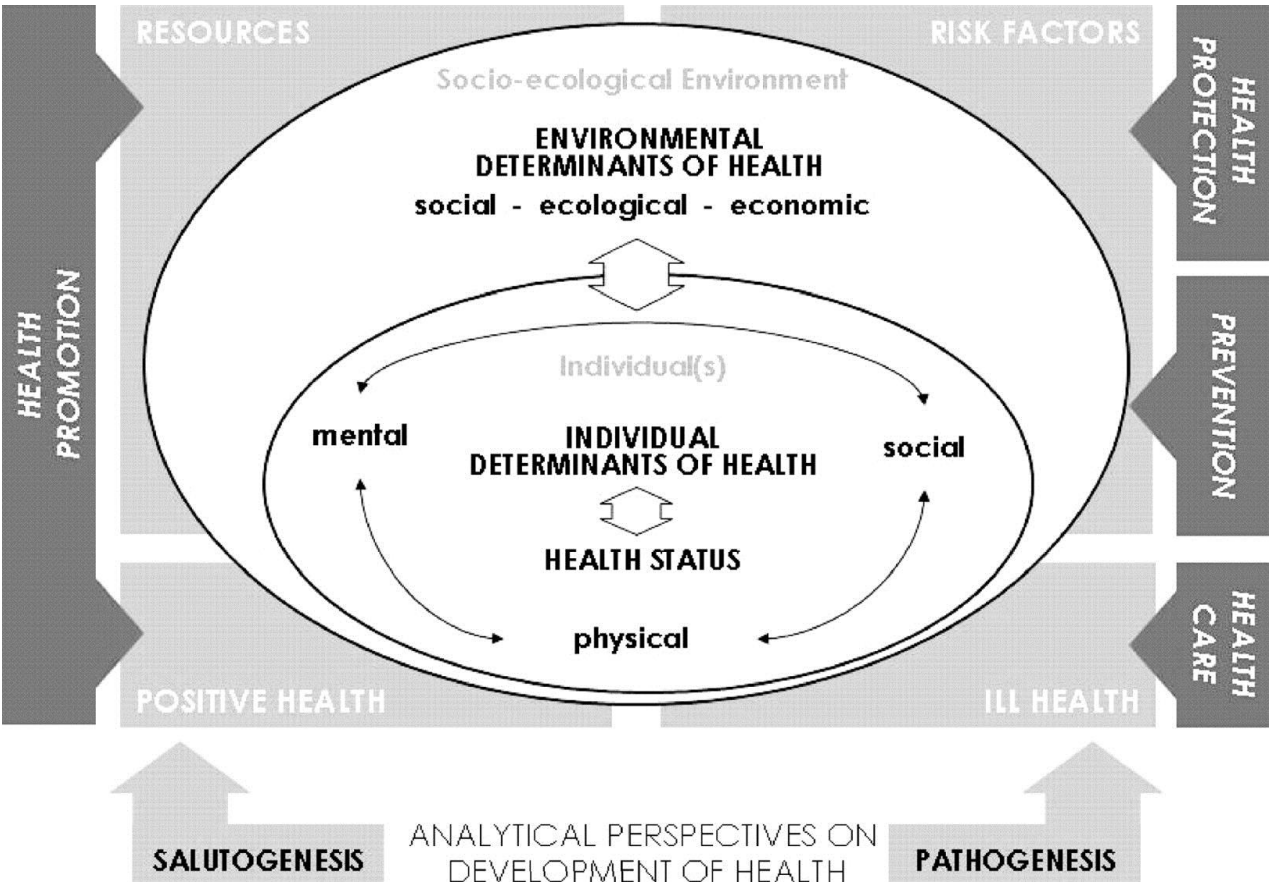 RESOURCES
RISK FACTORS
HEALTH
PROTECTION
Socio-ecological Environment
ENVIRONMENTAL
DETERMINANTS OF HEALTH
social - ecological - economic
HEALTH
PROMOTION
PREVENTION
Individual(s)
mental
INDIVIDUAL
DETERMINANTS OF HEALTH
social
HEALTH STATUS
physical
HEALTH
CARE
POSITIVE HEALTH
ILL HEALTH
SALUTOGENESIS
ANALYTICAL PERSPECTIVES ON
DEVELOPMENT OF HEALTH
PATHOGENESIS